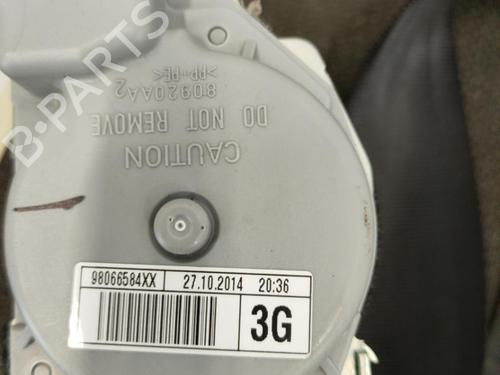 >PP-PE<
80920AA2
DO NOT REMOVE
CAUTION
98066584XX 27.10.2014 20:36
3G
B-PARTS